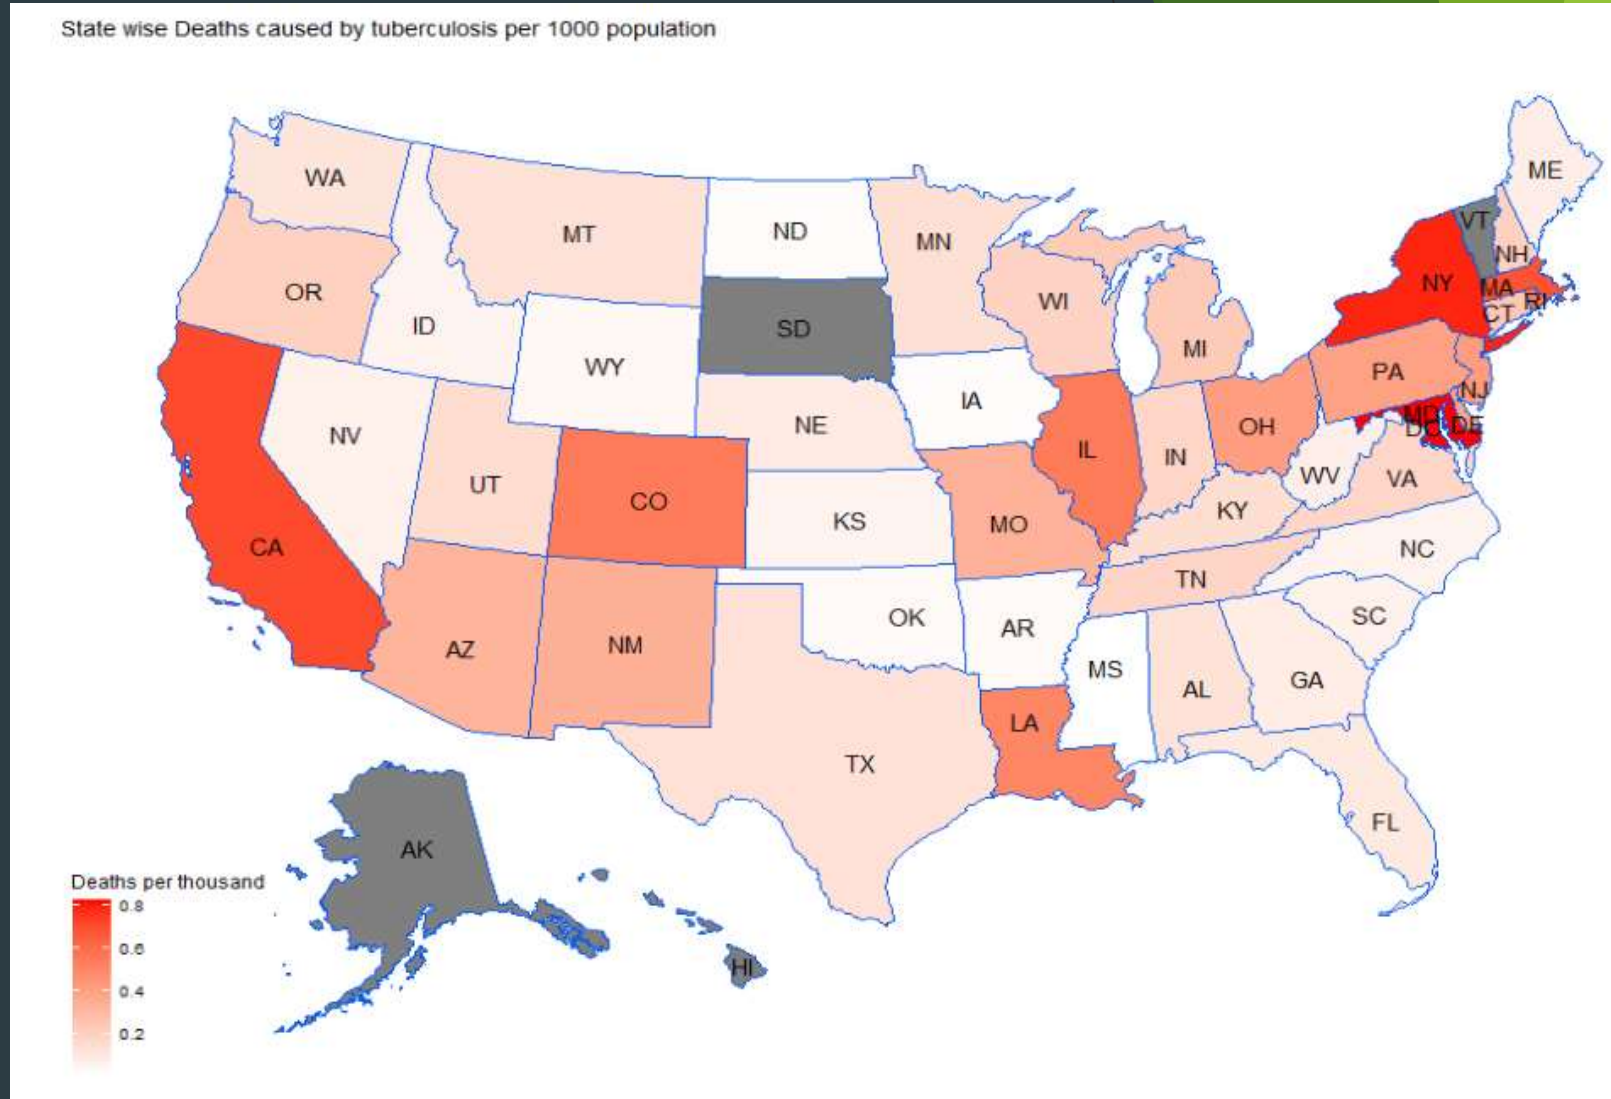 State wise Deaths caused by tuberculosis per 1000 population
ME
WA
VT
MT
ND
MN
NH
NY
MA
RI
OR
WI
CT
ID
SD
MI
WY
PA
NJ
IA
MD
DC
DE
NV
NE
OH
IL
IN
WV
VA
UT
CO
KS
MO
KY
CA
NC
TN
OK
AR
SC
AZ
NM
MS
GA
AL
LA
TX
FL
AK
HI
Deaths per thousand
0.8
0.6
0.4
0.2